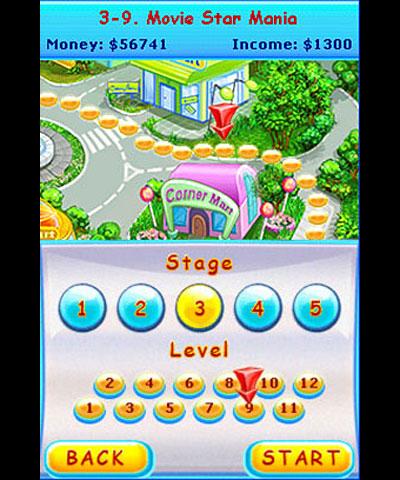 3-9. Movie Star Mania
Money: $56741 Income: $1300
Corner Mart
Stage
1 2 3 4 5
Level
2 4 6 8 10 12
1 3 5 7 9 11
BACK START